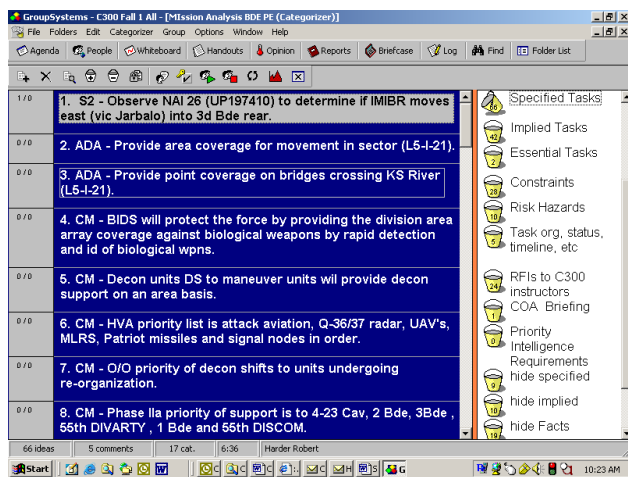 GroupSystems - C300 Fall 1 All - [MIssion Analysis BDE PE (Categorizer)]
File Folders Edit Categorizer Group Options Window Help
Agenda People Whiteboard Handouts Opinion Reports Briefcase Log Find Folder List
1 / 0
1. S2 - Observe NAI 26 (UP197410) to determine if IMIBR moves
east (vic Jarbalo) into 3d Bde rear.
0 / 0
2. ADA - Provide area coverage for movement in sector (L5-I-21).
0 / 0
3. ADA - Provide point coverage on bridges crossing KS River
(L5-I-21).
0 / 0
4. CM - BIDS will protect the force by providing the division area
array coverage against biological weapons by rapid detection
and id of biological wpns.
0 / 0
5. CM - Decon units DS to maneuver units wil provide decon
support on an area basis.
0 / 0
6. CM - HVA priority list is attack aviation, Q-36/37 radar, UAV's,
MLRS, Patriot missiles and signal nodes in order.
0 / 0
7. CM - O/O priority of decon shifts to units undergoing
re-organization.
0 / 0
8. CM - Phase IIa priority of support is to 4-23 Cav, 2 Bde, 3Bde ,
55th DIVARTY , 1 Bde and 55th DISCOM.
66 Specified Tasks
42 Implied Tasks
2 Essential Tasks
28 Constraints
10 Risk Hazards
5 Task org, status,
timeline, etc
24 RFIs to C300
instructors
1 COA Briefing
0 Priority
Intelligence
Requirements
9 hide specified
10 hide implied
19 hide Facts
66 ideas 5 comments 17 cat. 6:36 Harder Robert
Start C C C :. C H S G 10:23 AM